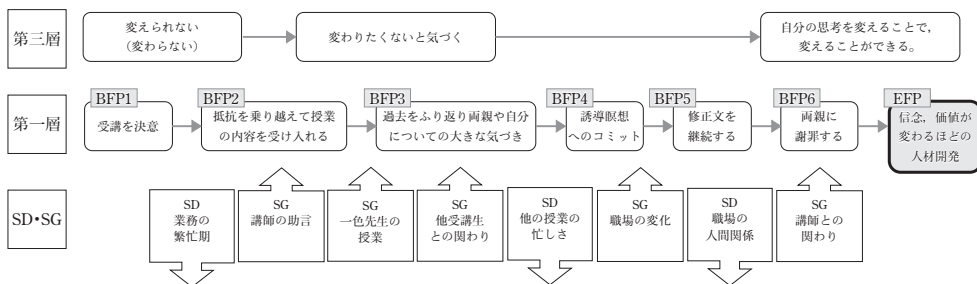 第三層
変えられない
(変わらない)
変わりたくないと気づく
自分の思考を変えることで,
変えることができる。
第一層
BFP1
受講を決意
BFP2
抵抗を乗り越えて授業
の内容を受け入れる
BFP3
過去をふり返り両親や自分
についての大きな気づき
BFP4
誘導瞑想
へのコミット
BFP5
修正文を
継続する
BFP6
両親に
謝罪する
EFP
信念,価値が
変わるほどの
人材開発
SD•SG
SD
業務の
繁忙期
SG
講師の助言
SG
一色先生の
授業
SG
他受講生
との関わり
SD
他の授業の
忙しさ
SG
職場の変化
SD
職場の
人間関係
SG
講師との
関わり